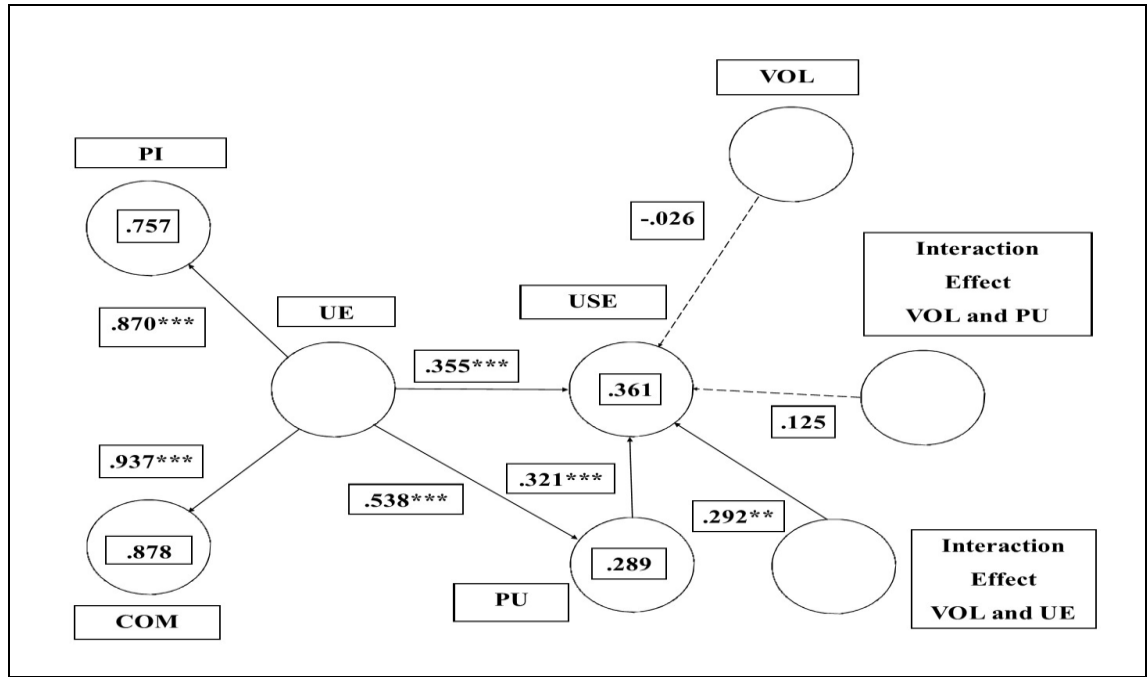 VOL
PI
-.026
.757
Interaction
Effect
VOL and PU
UE
USE
.870***
.355***
.361
.125
.937***
.321***
.538***
.292**
.878
.289
Interaction
Effect
VOL and UE
PU
COM